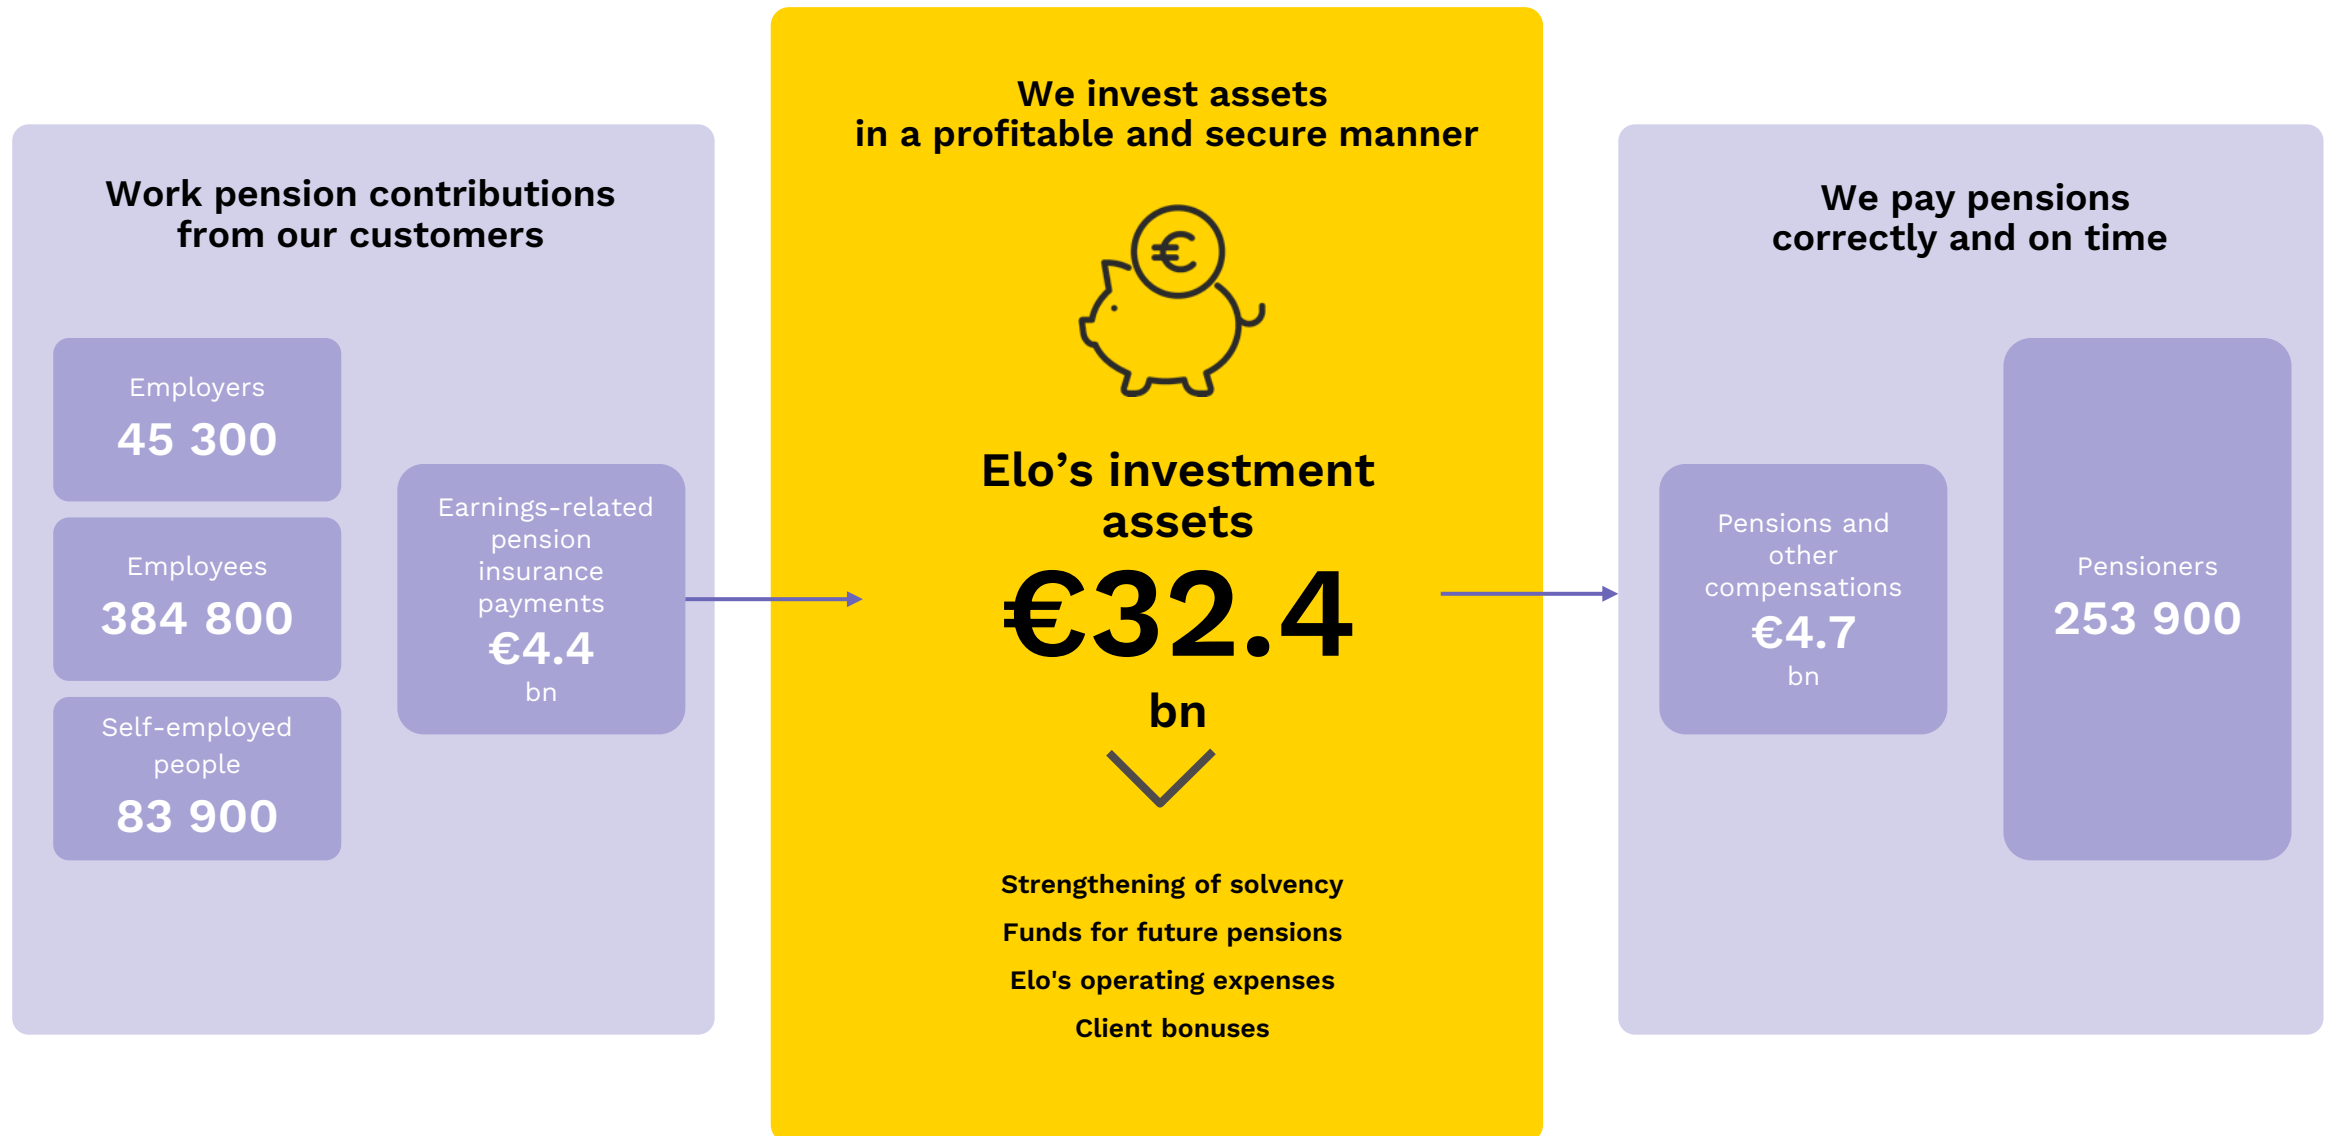 Work pension contributions
from our customers
Employers
45 300
Employees
384 800
Self-employed
people
83 900
Earnings-related
pension
insurance
payments
€4.4
bn
We invest assets
in a profitable and secure manner
€
Elo’s investment
assets
€32.4
bn
Strengthening of solvency
Funds for future pensions
Elo's operating expenses
Client bonuses
We pay pensions
correctly and on time
Pensions and
other
compensations
€4.7
bn
Pensioners
253 900